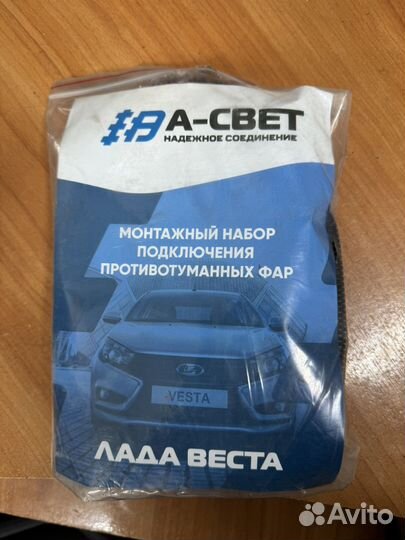 А-СВЕТ
НАДЕЖНОЕ СОЕДИНЕНИЕ
МОНТАЖНЫЙ НАБОР
ПОДКЛЮЧЕНИЯ
ПРОТИВОТУМАННЫХ ФАР
VESTA
ЛАДА ВЕСТА
Avito